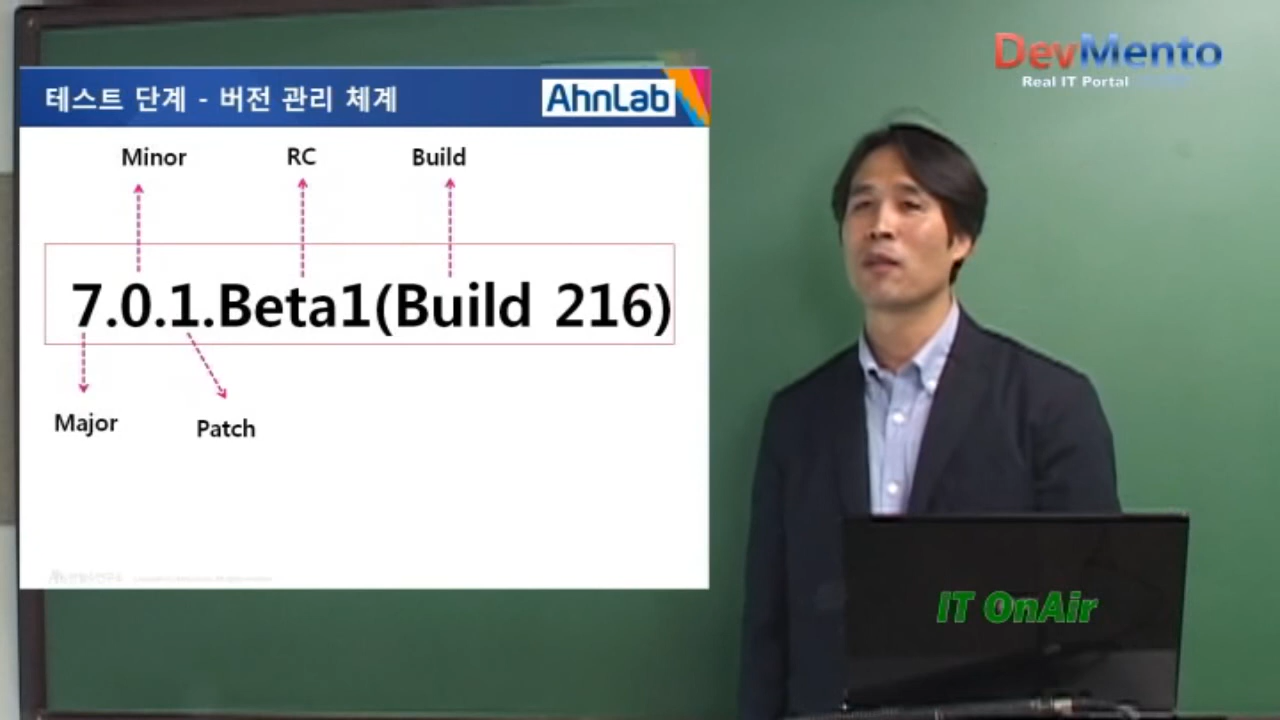 DevMento
Real IT Portal
테스트 단계 - 버전 관리 체계
AhnLab
Minor
RC
Build
7.0.1.Beta1(Build 216)
Major
Patch
IT OnAir